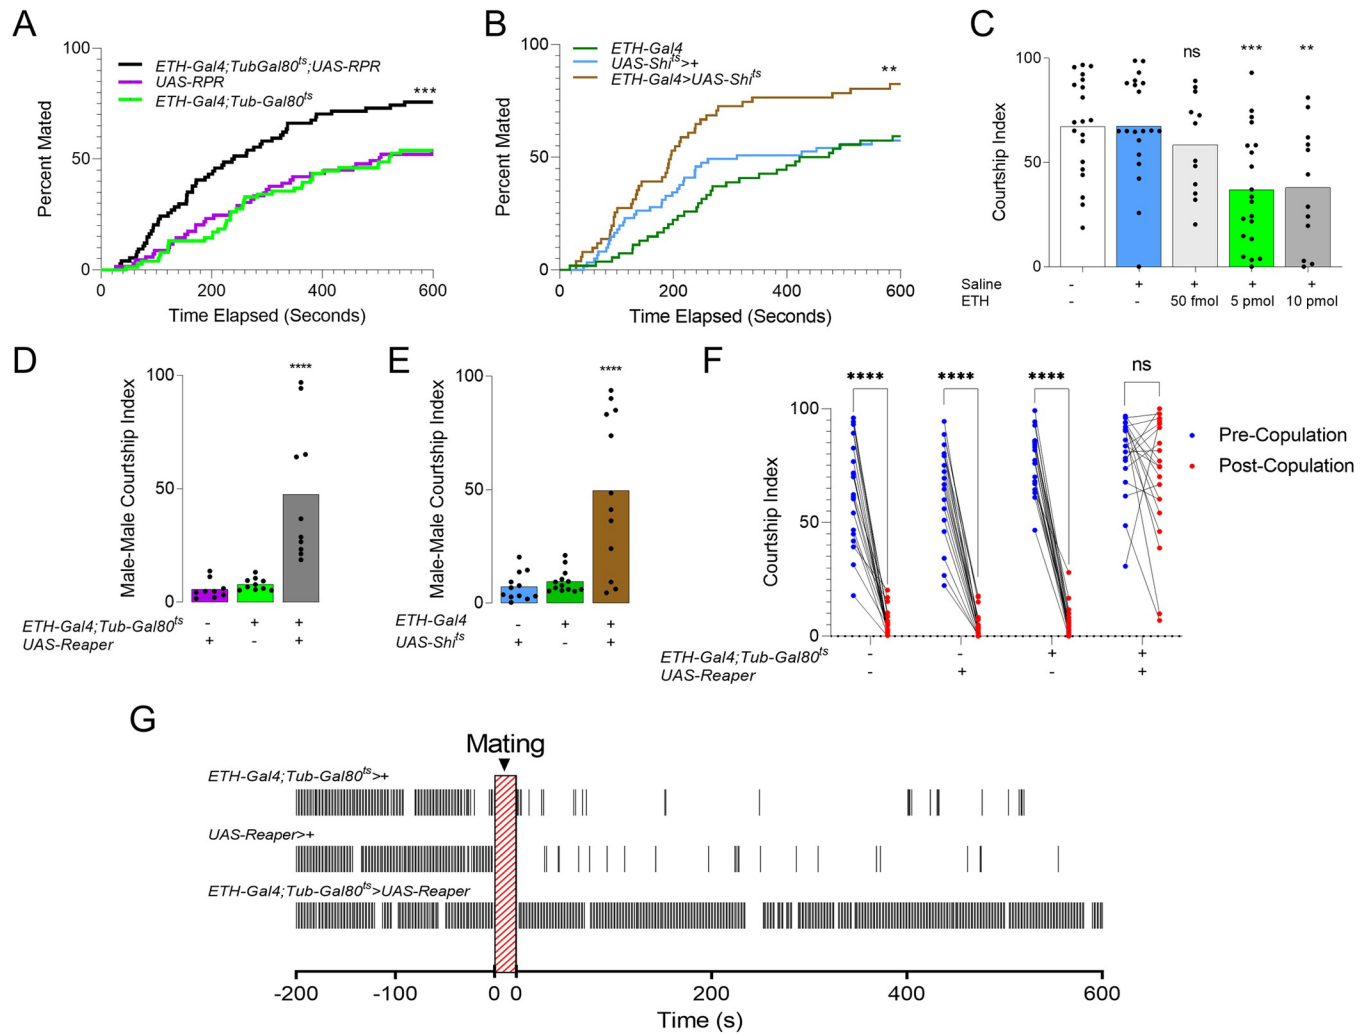 A
100
50
0
Percent Mated
ETH-Gal4;TubGal80ts;UAS-RPR
UAS-RPR
ETH-Gal4;Tub-Gal80ts
***
0 200 400 600
Time Elapsed (Seconds)
B
100
50
0
Percent Mated
ETH-Gal4
UAS-Shits>+
ETH-Gal4>UAS-Shits
**
0 200 400 600
Time Elapsed (Seconds)
C
100
50
0
Courtship Index
ns *** **
Saline - + + + +
ETH - - 50 fmol 5 pmol 10 pmol
D
100
50
0
Male-Male Courtship Index
****
ETH-Gal4;Tub-Gal80ts - + +
UAS-Reaper + - +
E
100
50
0
Male-Male Courtship Index
****
ETH-Gal4 - + +
UAS-Shits + - +
F
100
50
0
Courtship Index
**** **** **** ns
Pre-Copulation
Post-Copulation
ETH-Gal4;Tub-Gal80ts - - + +
UAS-Reaper - + - +
G
Mating
ETH-Gal4;Tub-Gal80ts>+
UAS-Reaper>+
ETH-Gal4;Tub-Gal80ts>UAS-Reaper
-200 -100 0 0 200 400 600
Time (s)